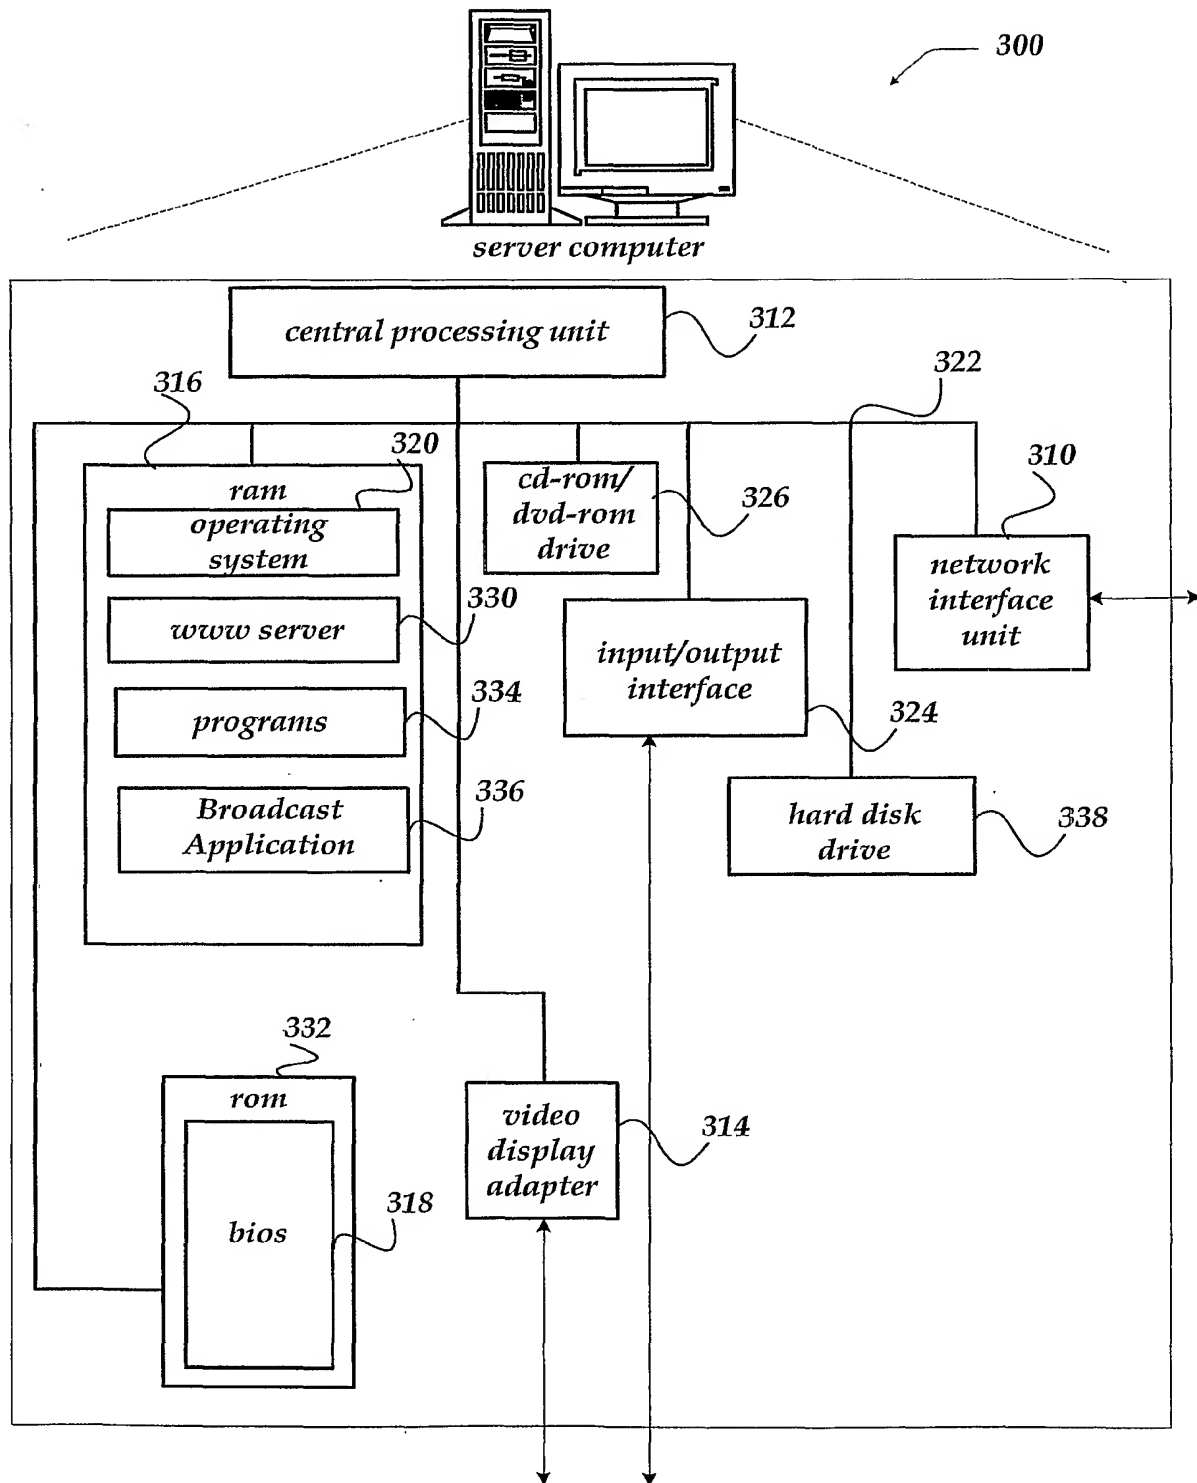 300
server computer
central processing unit
312
316
322
320
310
ram
operating
system
cd-rom/
dvd-rom
drive
326
network
interface
unit
330
www server
input/output
interface
334
programs
324
336
Broadcast
Application
hard disk
drive
338
332
rom
video
display
adapter
314
318
bios